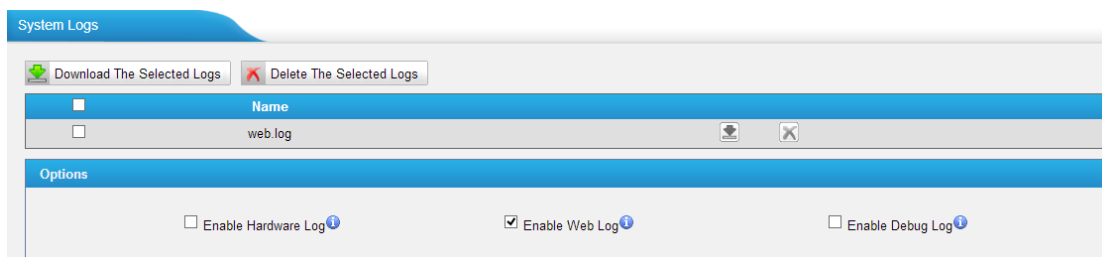 System Logs
Download The Selected Logs Delete The Selected Logs
Name
web.log
Options
Enable Hardware Log Enable Web Log Enable Debug Log